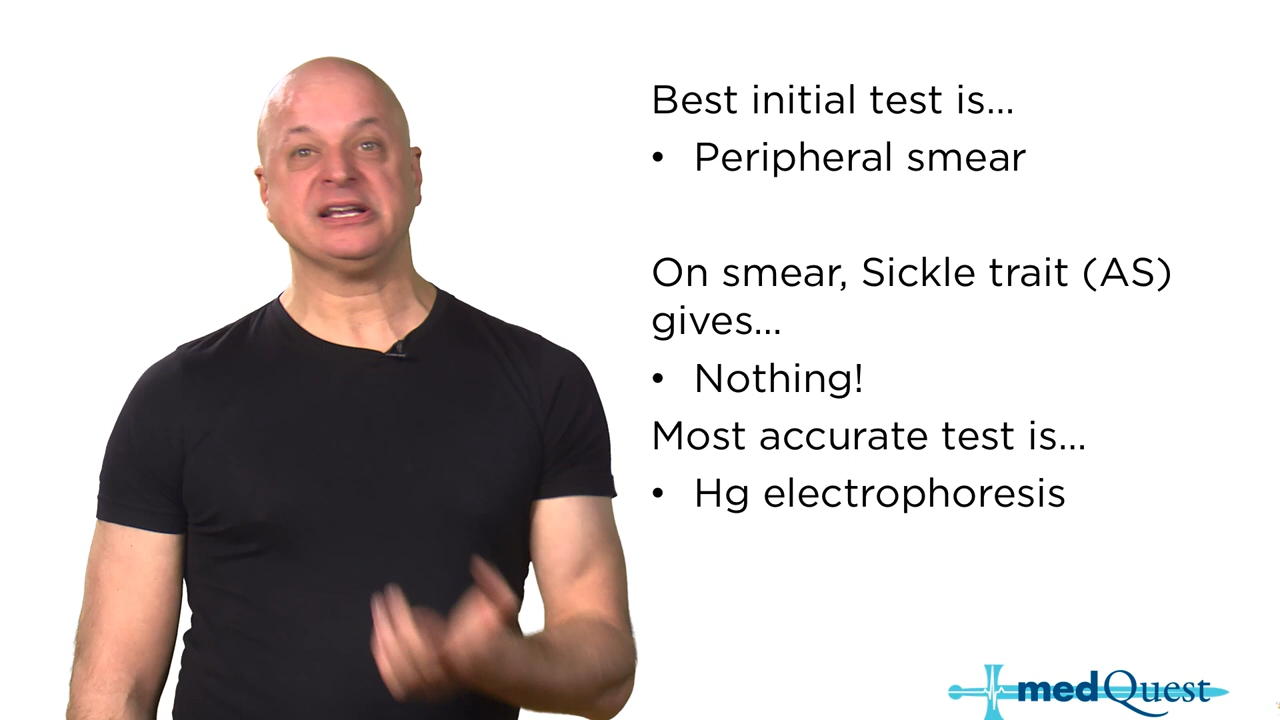 Best initial test is...
• Peripheral smear
On smear, Sickle trait (AS)
gives...
• Nothing!
Most accurate test is...
• Hg electrophoresis
medQuest